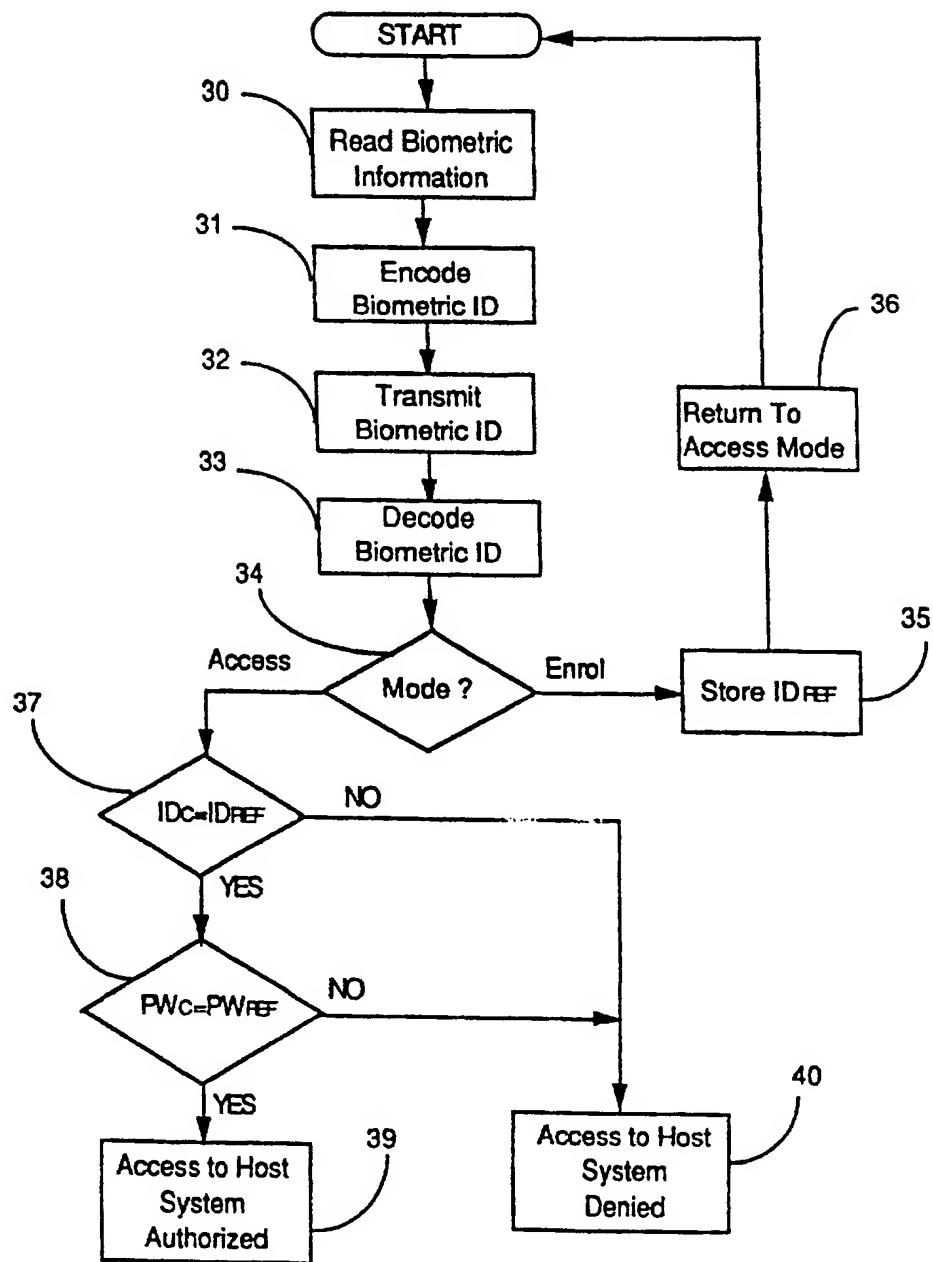 START
30
Read Biometric
Information
31
Encode
Biometric ID
32
Transmit
Biometric ID
33
Decode
Biometric ID
36
Return To
Access Mode
34
Mode ?
Access
Enrol
35
Store IDREF
37
IDC=IDREF
NO
YES
38
PWC=PWREF
NO
YES
39
Access to Host
System
Authorized
40
Access to Host
System
Denied